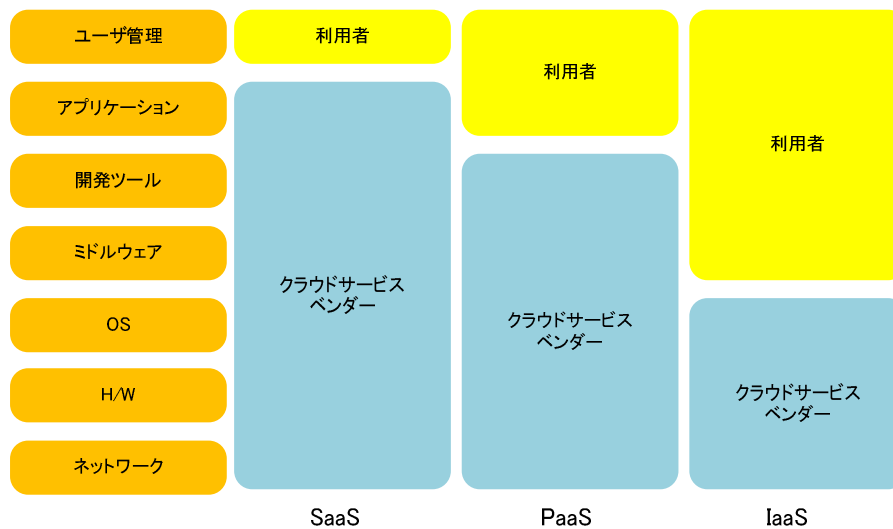 ユーザ管理
利用者
利用者
利用者
アプリケーション
開発ツール
ミドルウェア
OS
H/W
ネットワーク
クラウドサービス
ベンダー
クラウドサービス
ベンダー
クラウドサービス
ベンダー
SaaS
PaaS
IaaS